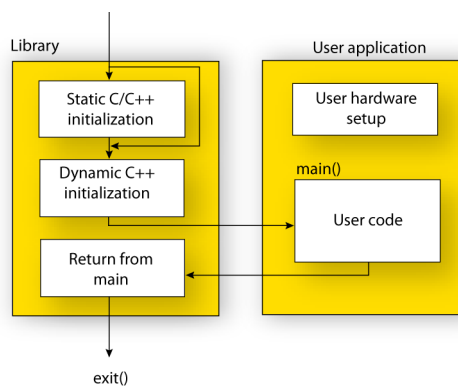 Library
User application
Static C/C++
initialization
User hardware
setup
Dynamic C++
initialization
main()
User code
Return from
main
exit()